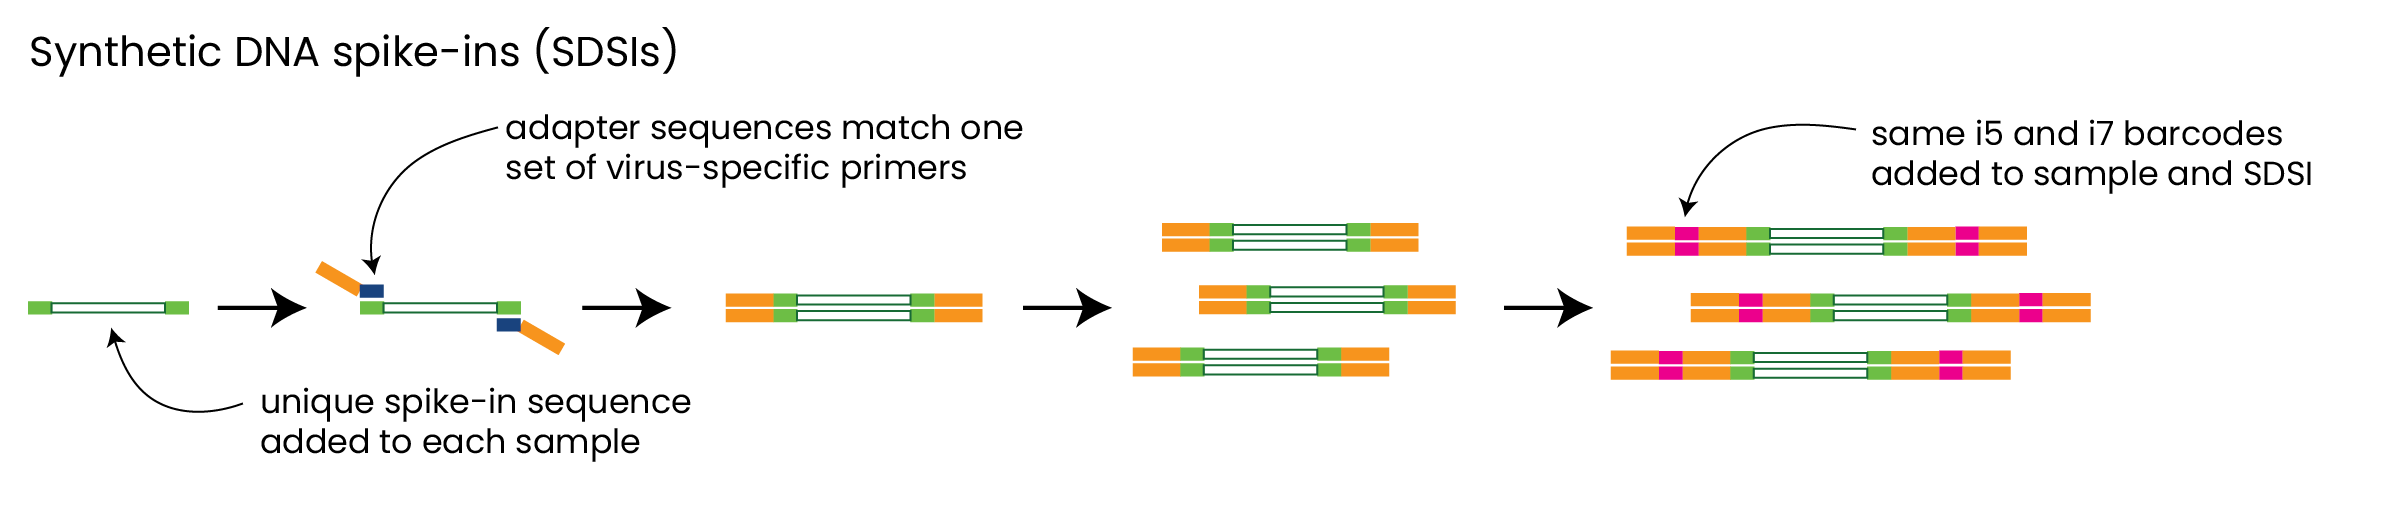 Synthetic DNA spike-ins (SDSIs)
adapter sequences match one
set of virus-specific primers
same i5 and i7 barcodes
added to sample and SDSI
unique spike-in sequence
added to each sample